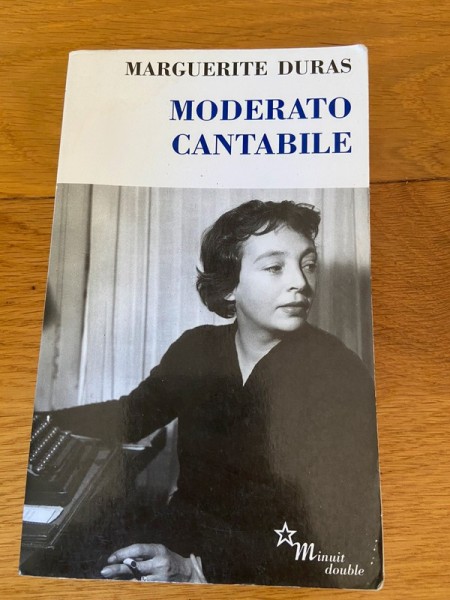 MARGUERITE DURAS
MODERATO
CANTABILE
Minuit
double